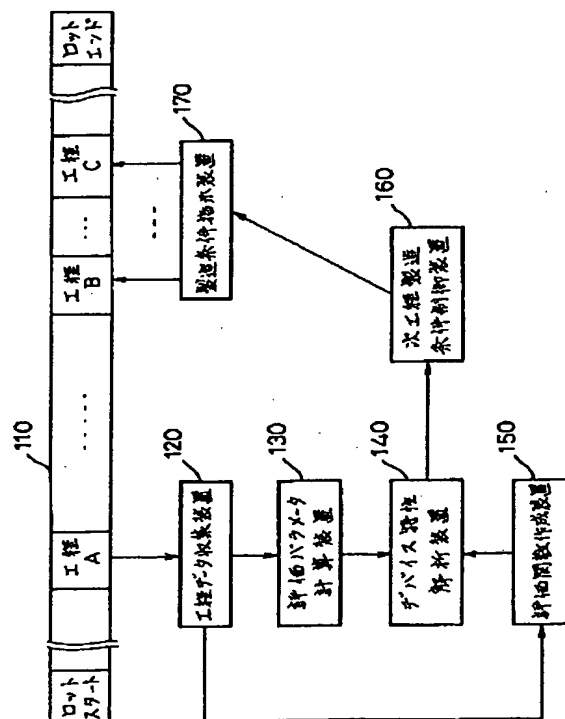 110
ロット
スタート
工程
A
‥‥‥
工程
B
…
工程
C
ロット
エンド
120
工程データ収集装置
130
評価パラメータ
計算装置
140
デバイス特性
解析装置
150
評価関数作成装置
160
次工程製造
条件制御装置
170
製造条件指示装置